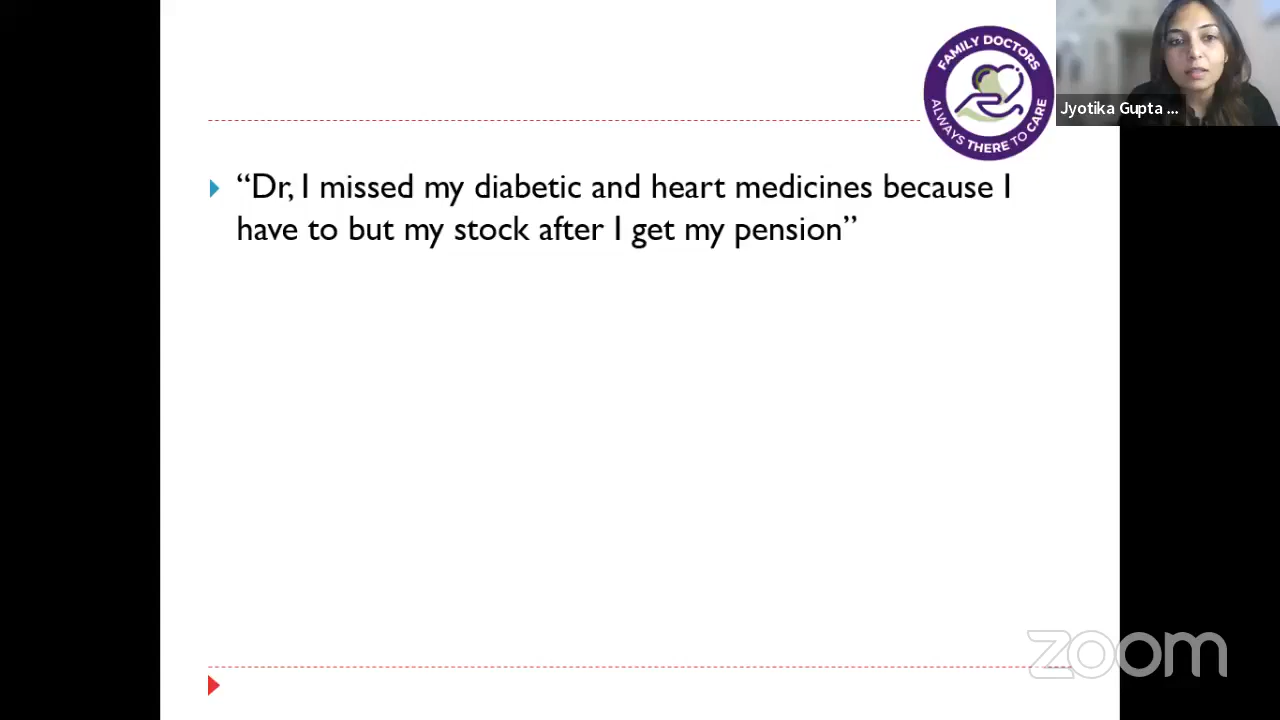 FAMILY DOCTORS
ALWAYS THERE TO CARE
Jyotika Gupta ...
“Dr, I missed my diabetic and heart medicines because I
have to but my stock after I get my pension”
zoom